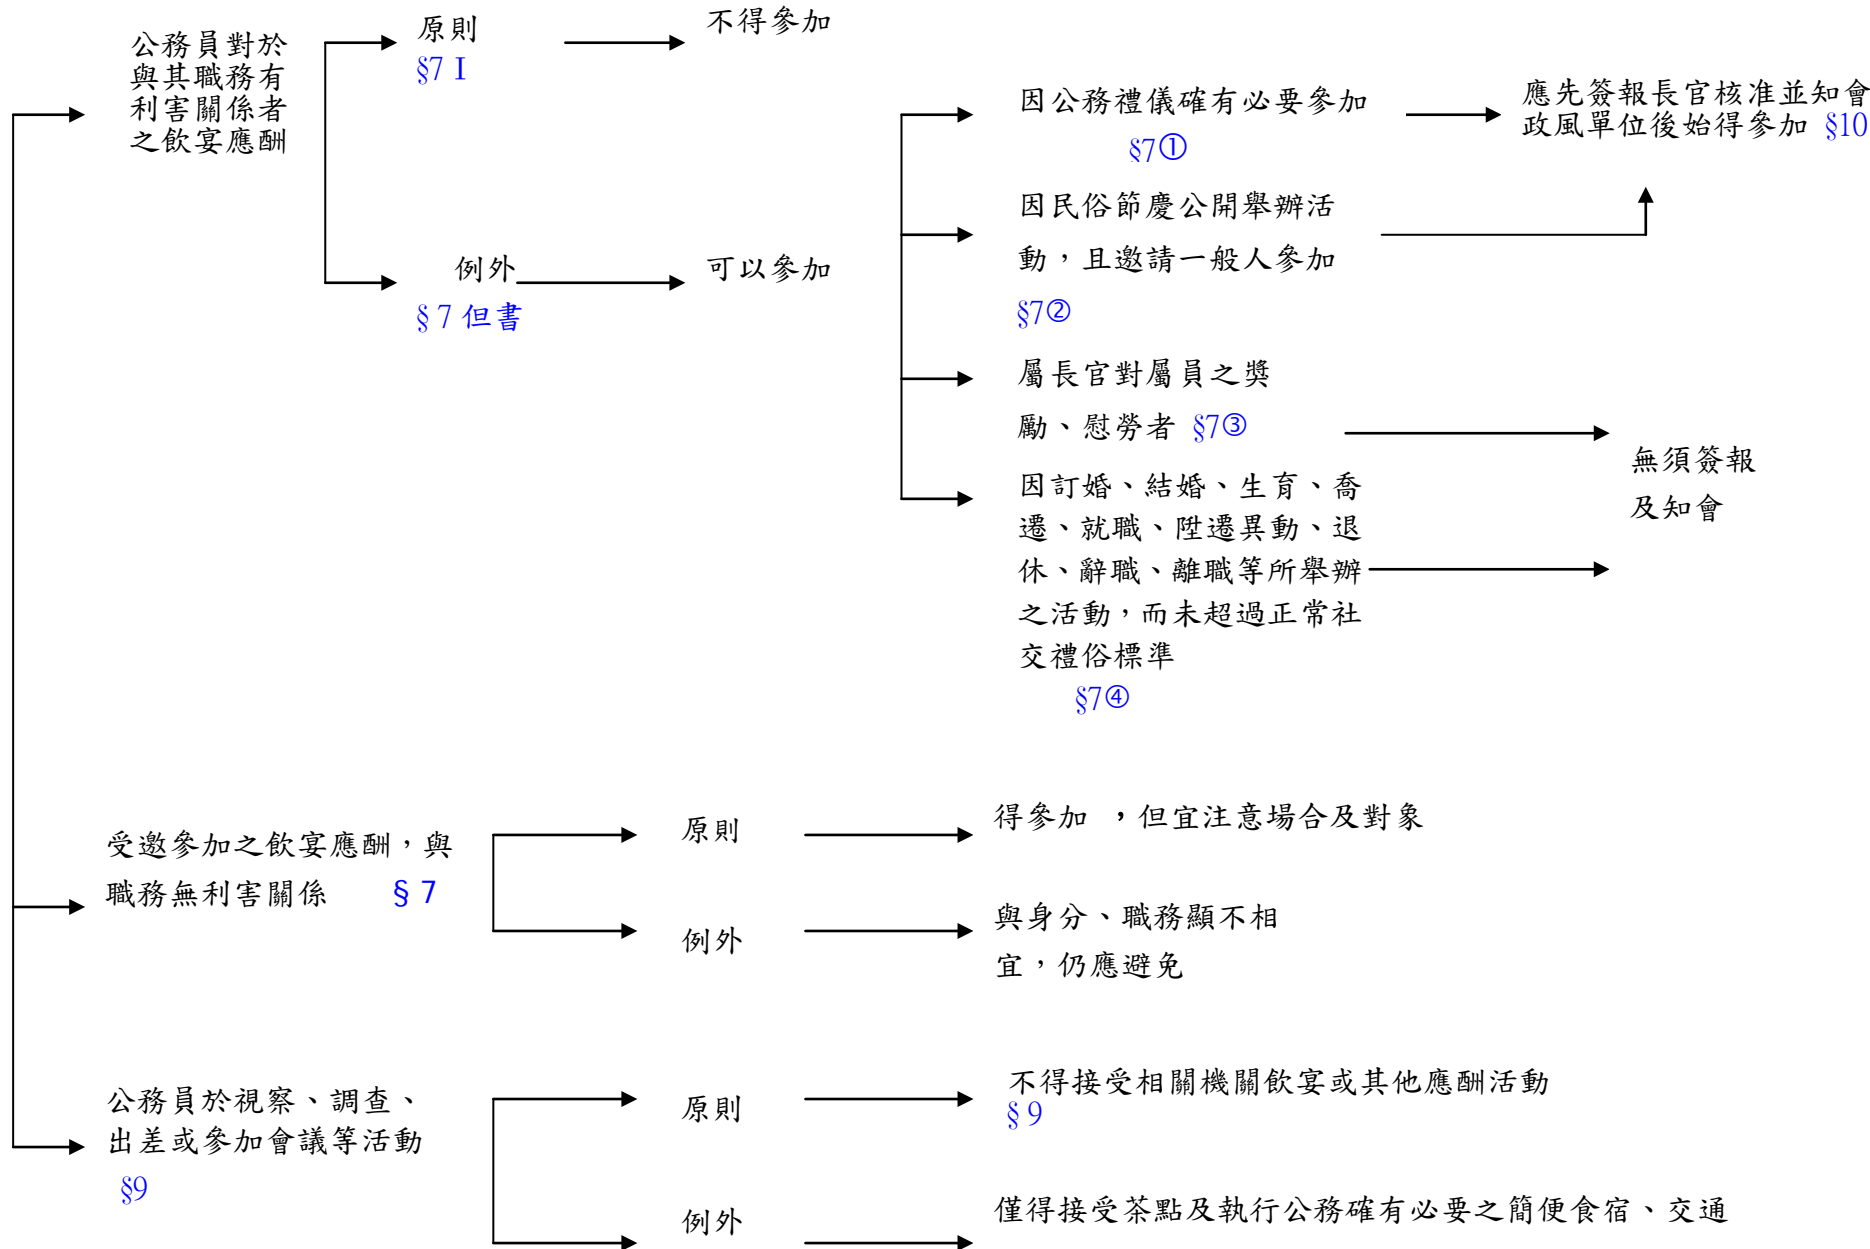 公務員對於
與其職務有
利害關係者
之飲宴應酬
原則
§7 I
不得參加
例外
§ 7 但書
可以參加
因公務禮儀確有必要參加
§7①
應先簽報長官核准並知會
政風單位後始得參加 §10
因民俗節慶公開舉辦活
動，且邀請一般人參加
§7②
屬長官對屬員之獎
勵、慰勞者 §7③
無須簽報
及知會
因訂婚、結婚、生育、喬
遷、就職、陞遷異動、退
休、辭職、離職等所舉辦
之活動，而未超過正常社
交禮俗標準
§7④
受邀參加之飲宴應酬，與
職務無利害關係 § 7
原則
得參加 ，但宜注意場合及對象
例外
與身分、職務顯不相
宜，仍應避免
公務員於視察、調查、
出差或參加會議等活動
§9
原則
不得接受相關機關飲宴或其他應酬活動
§ 9
例外
僅得接受茶點及執行公務確有必要之簡便食宿、交通